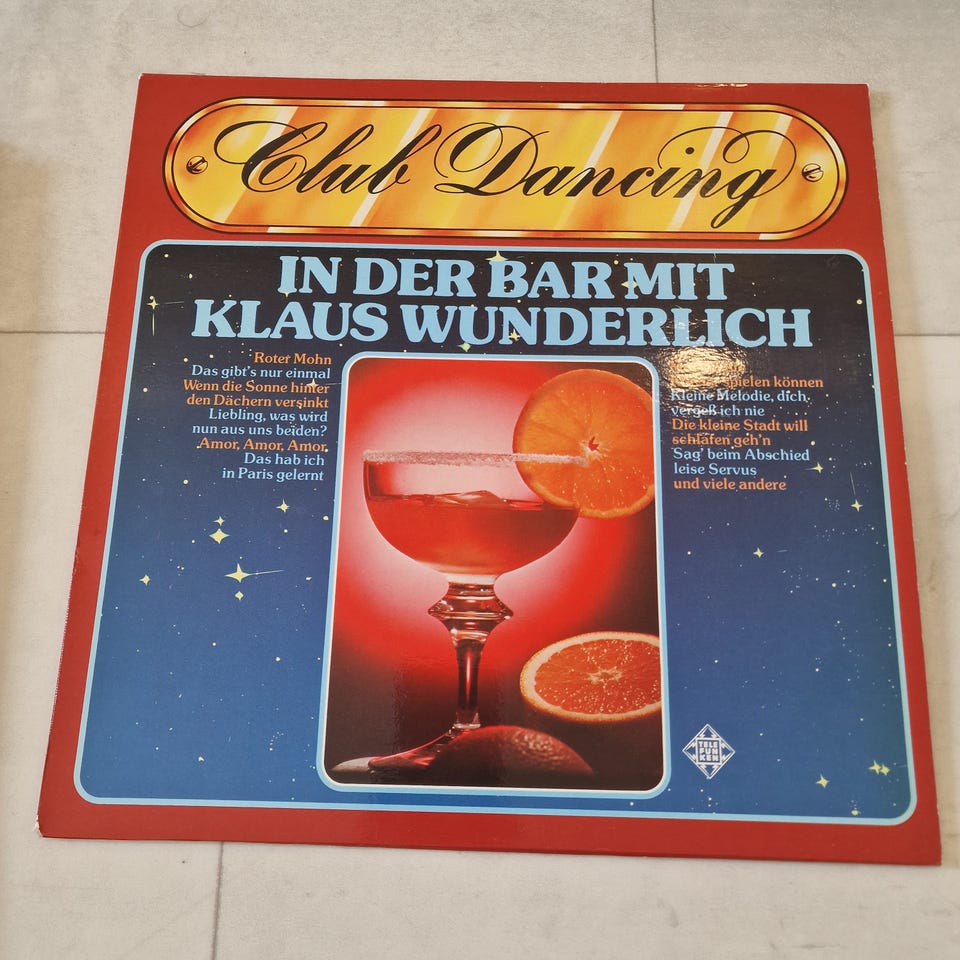 Club Dancing
IN DER BAR MIT
KLAUS WUNDERLICH
Roter Mohn
Das gibt's nur einmal
Wenn die Sonne hinter
den Dächern versinkt
Liebling, was wird
nun aus uns beiden?
Amor, Amor, Amor
Das hab ich
in Paris gelernt
spielen können
Kleine Melodie, dich
vergeß ich nie
Die kleine Stadt will
schlafen geh'n
Sag' beim Abschied
leise Servus
und viele andere
TELE
FUN
KEN